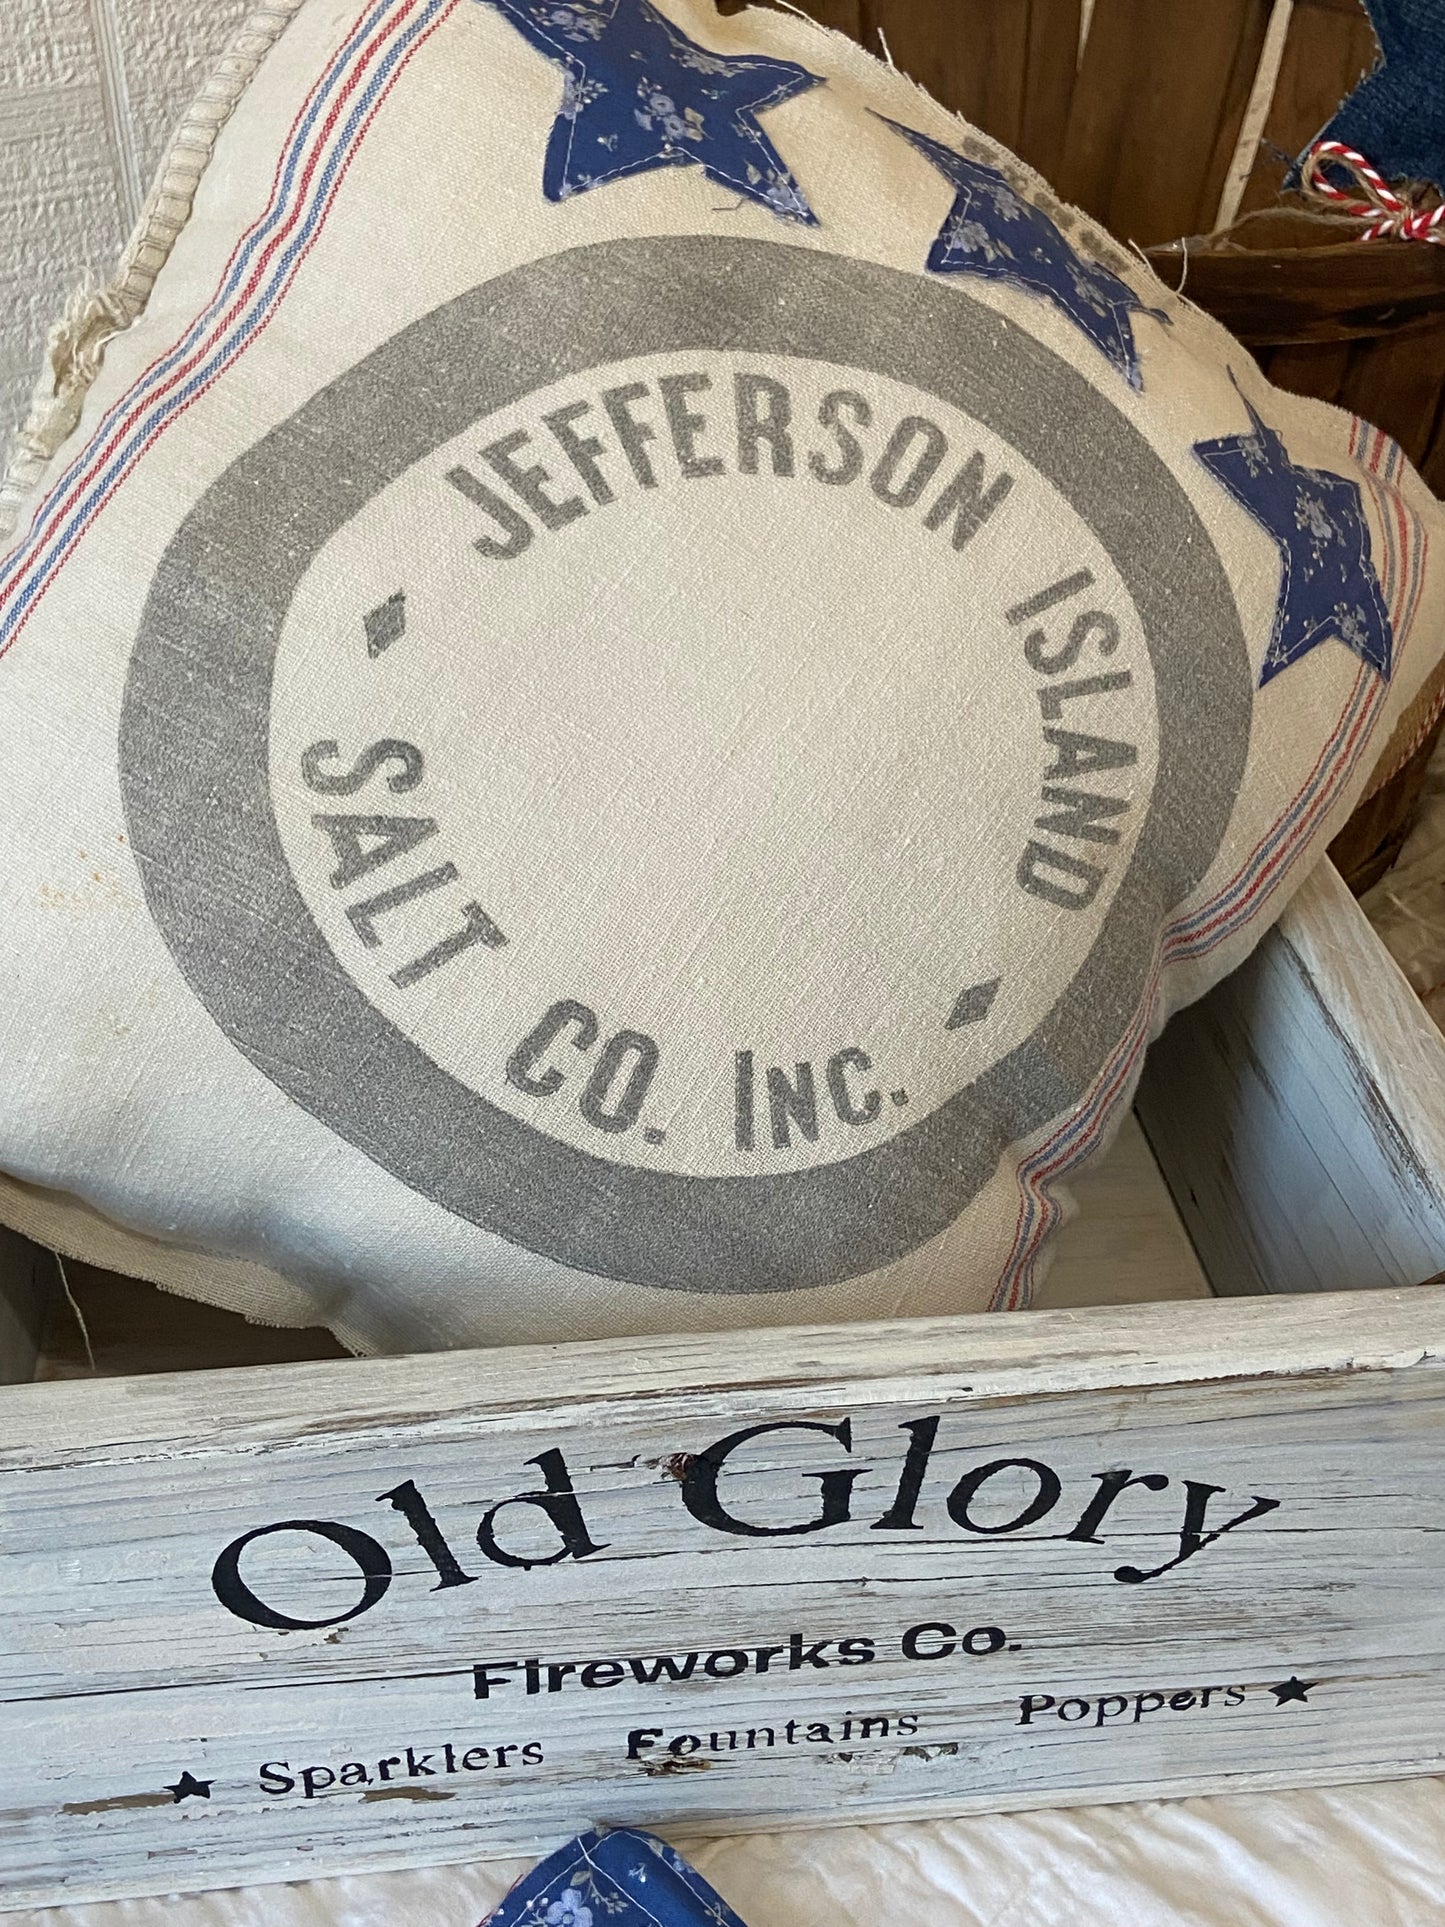 JEFFERSON ISLAND
SALT CO. INC.
Old Glory
Fireworks Co.
Sparklers Fountains Poppers